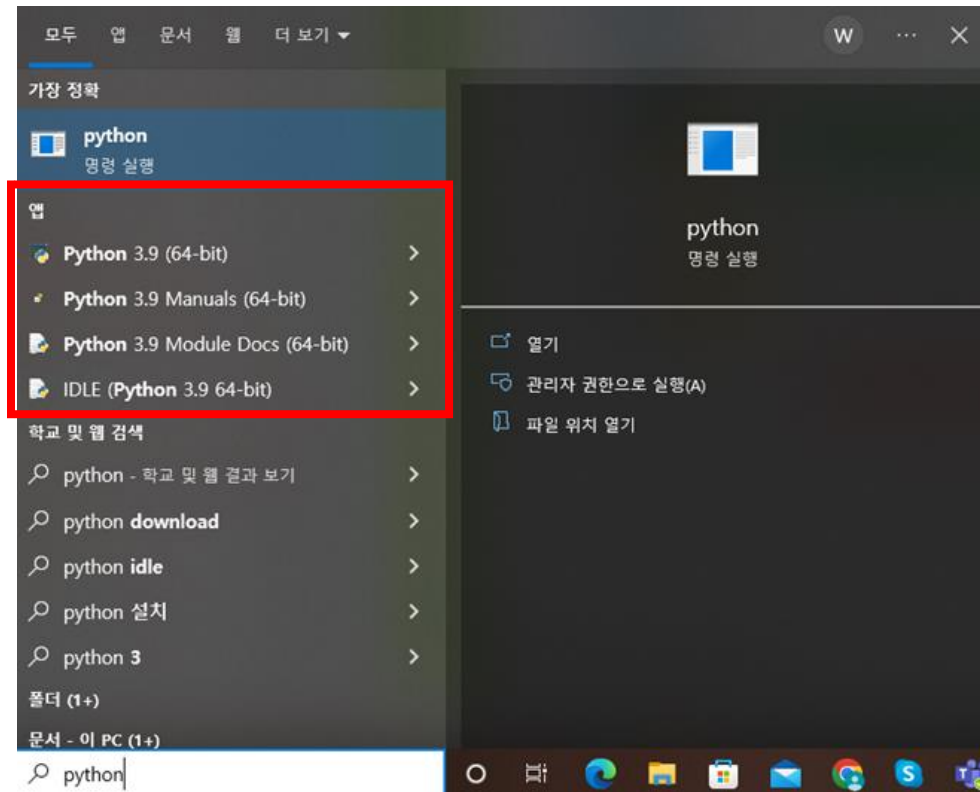 모두 앱 문서 웹 더 보기
W ...
가장 정확
python
명령 실행
앱
Python 3.9 (64-bit)
Python 3.9 Manuals (64-bit)
Python 3.9 Module Docs (64-bit)
IDLE (Python 3.9 64-bit)
학교 및 웹 검색
python - 학교 및 웹 결과 보기
python download
python idle
python 설치
python 3
폴더 (1+)
문서 - 이 PC (1+)
python
python
명령 실행
열기
관리자 권한으로 실행(A)
파일 위치 열기